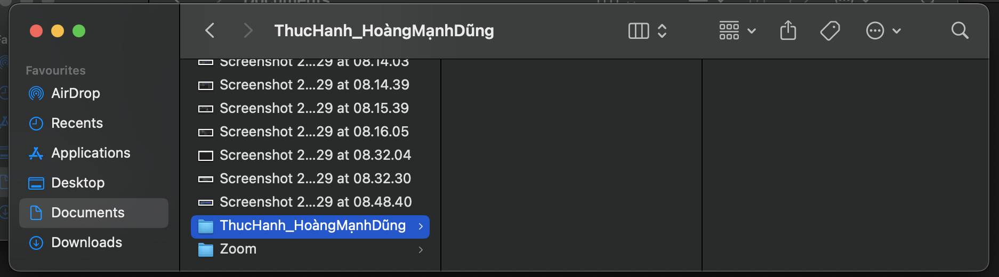 Documents
ThucHanh_HoàngMạnhDũng
Favourites
AirDrop
Recents
Applications
Desktop
Documents
Downloads
Screenshot 2...29 at 08.14.03
Screenshot 2...29 at 08.14.39
Screenshot 2...29 at 08.15.39
Screenshot 2...29 at 08.16.05
Screenshot 2...29 at 08.32.04
Screenshot 2...29 at 08.32.30
Screenshot 2...29 at 08.48.40
ThucHanh_HoàngMạnhDũng
Zoom